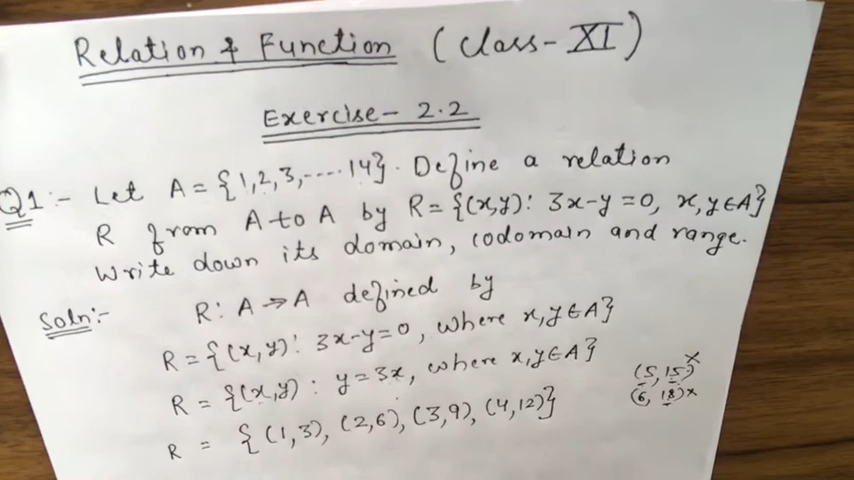 Relation & Function (Class-XI)
Exercise- 2.2
Q1:- Let A = {1,2,3,....14}. Define a relation
R from A to A by R = {(x,y): 3x-y=0, x,y∈A}
Write down its domain, codomain and range.
Soln:- R: A→A defined by
R = {(x,y): 3x-y=0, where x,y∈A}
R = {(x,y): y=3x, where x,y∈A}
R = {(1,3), (2,6), (3,9), (4,12)}
(5,15)×
(6,18)×